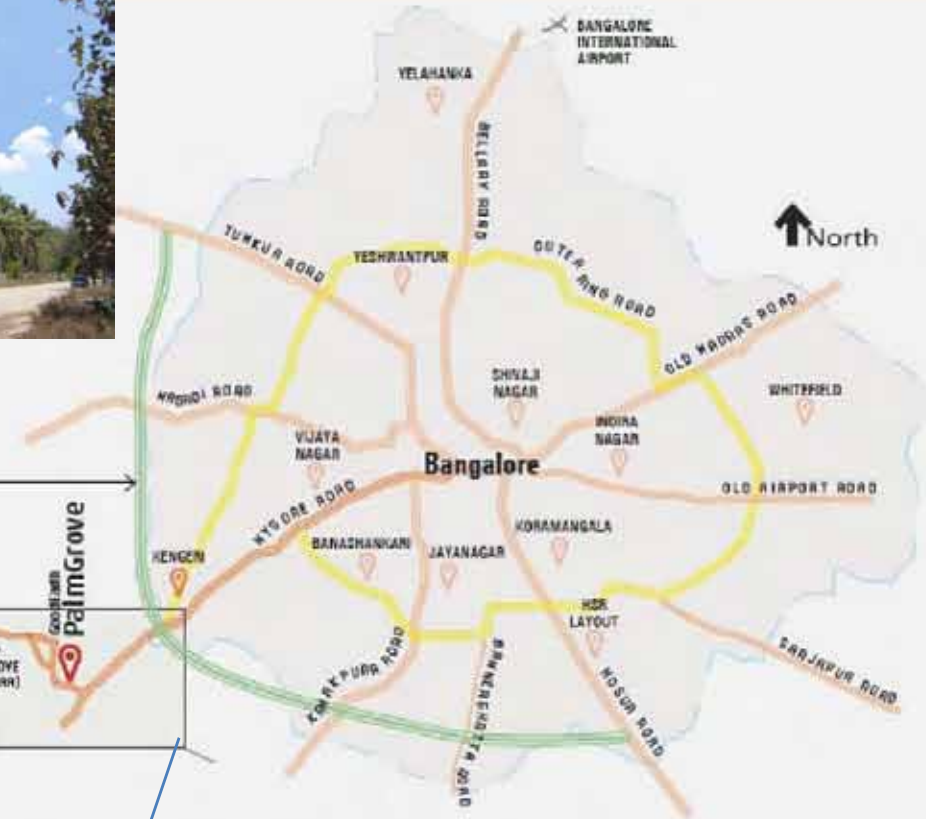 BANGALORE
INTERNATIONAL
AIRPORT
YELAHANKA
BELLARY ROAD
North
TUMKUR ROAD
YESHWANTPUR
OUTER RING ROAD
OLD MADRAS ROAD
MAGADI ROAD
SHIVAJI
NAGAR
WHITEFIELD
VIJAYA
NAGAR
INDIRA
NAGAR
Bangalore
MYSORE ROAD
OLD AIRPORT ROAD
KENGERI
BANASHANKARI
JAYANAGAR
KORAMANGALA
PalmGrove
HSR
LAYOUT
KANAKPURA ROAD
BANNERGHATTA ROAD
HOSUR ROAD
SARJAPUR ROAD